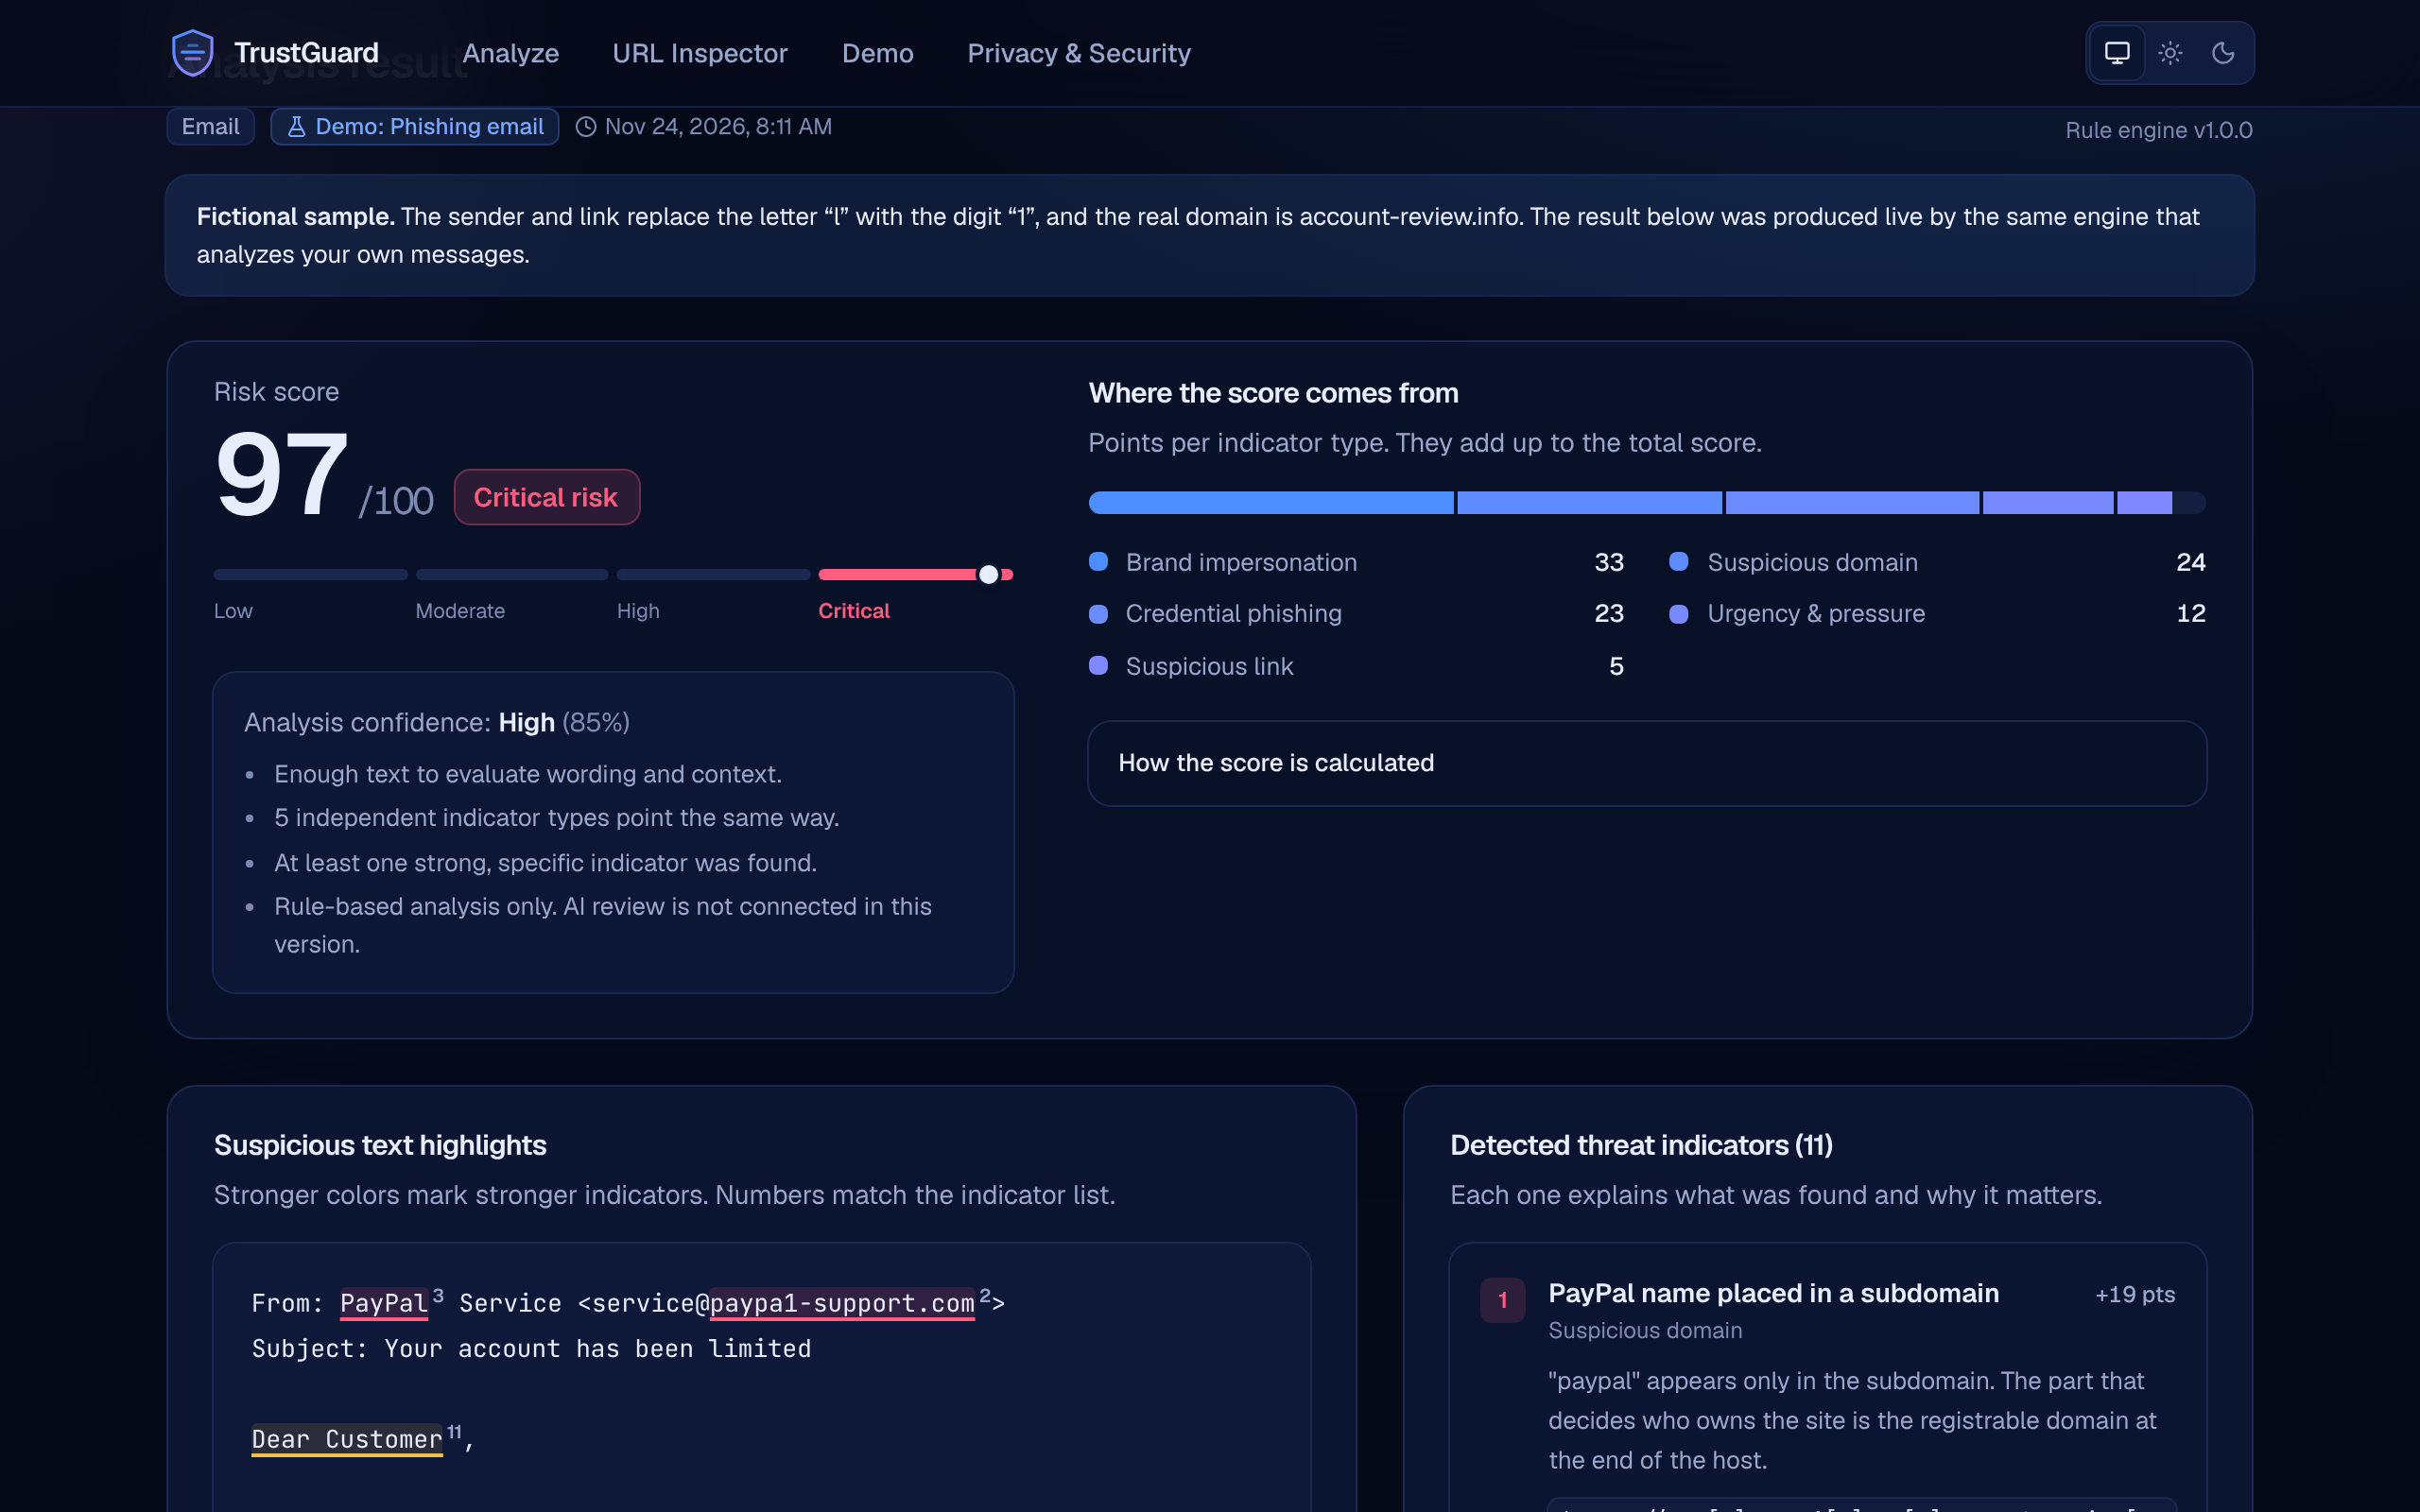 TrustGuard
Analyze
URL Inspector
Demo
Privacy & Security
Analysis result
Email
Demo: Phishing email
Nov 24, 2026, 8:11 AM
Rule engine v1.0.0
Fictional sample. The sender and link replace the letter “l” with the digit “1”, and the real domain is account-review.info. The result below was produced live by the same engine that
analyzes your own messages.
Risk score
97 /100
Critical risk
Low
Moderate
High
Critical
Analysis confidence: High (85%)
• Enough text to evaluate wording and context.
• 5 independent indicator types point the same way.
• At least one strong, specific indicator was found.
• Rule-based analysis only. AI review is not connected in this
version.
Where the score comes from
Points per indicator type. They add up to the total score.
Brand impersonation 33
Suspicious domain 24
Credential phishing 23
Urgency & pressure 12
Suspicious link 5
How the score is calculated
Suspicious text highlights
Stronger colors mark stronger indicators. Numbers match the indicator list.
From: PayPal 3 Service <service@paypa1-support.com 2>
Subject: Your account has been limited
Dear Customer 11,
Detected threat indicators (11)
Each one explains what was found and why it matters.
1
PayPal name placed in a subdomain
+19 pts
Suspicious domain
"paypal" appears only in the subdomain. The part that
decides who owns the site is the registrable domain at
the end of the host.